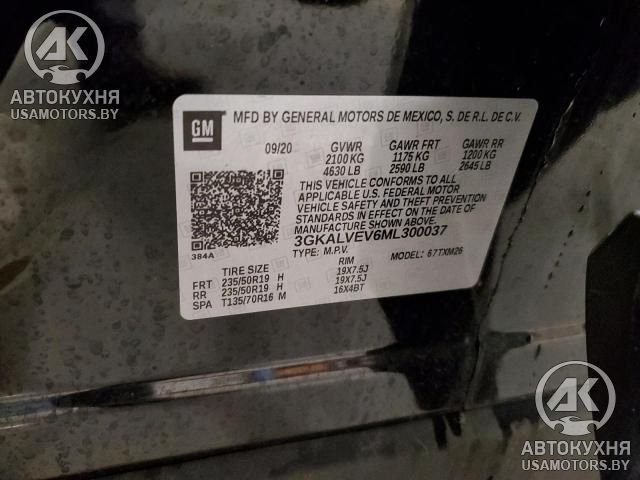 AK
АВТОКУХНЯ
USAMOTORS.BY
GM
MFD BY GENERAL MOTORS DE MEXICO, S. DE R.L. DE C.V.
09/20 GVWR GAWR FRT GAWR RR
2100 KG 1175 KG 1200 KG
4630 LB 2590 LB 2645 LB
THIS VEHICLE CONFORMS TO ALL
APPLICABLE U.S. FEDERAL MOTOR
VEHICLE SAFETY AND THEFT PREVENTION
STANDARDS IN EFFECT ON THE DATE OF
MANUFACTURE SHOWN ABOVE.
3GKALVEV6ML300037
384A TYPE: M.P.V. MODEL: 67TXM26
TIRE SIZE RIM
FRT 235/50R19 H 19X7.5J
RR 235/50R19 H 19X7.5J
SPA T135/70R16 M 16X4BT
AK
АВТОКУХНЯ
USAMOTORS.BY